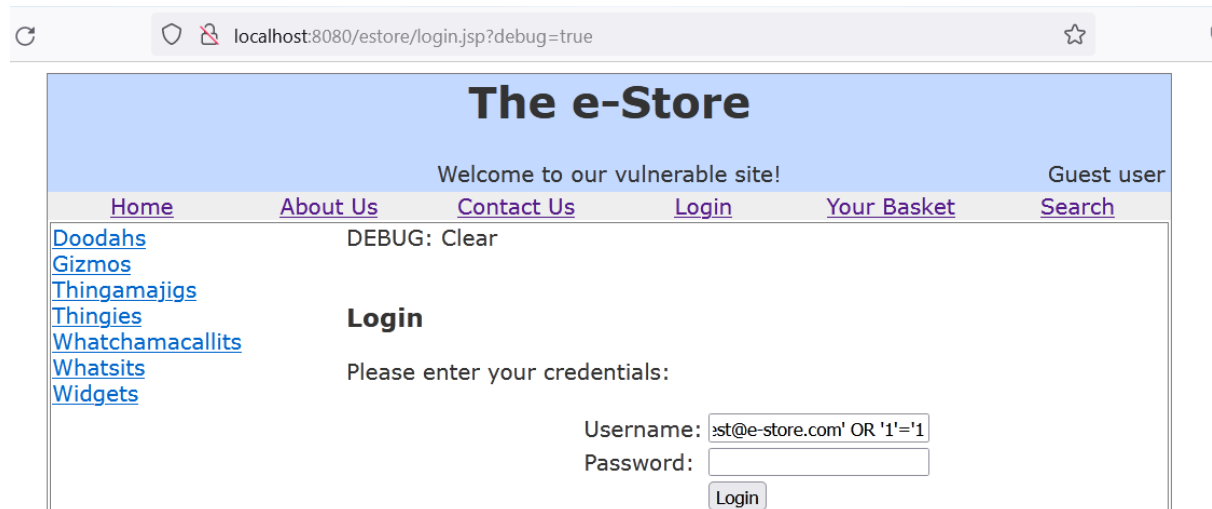 localhost:8080/estore/login.jsp?debug=true
The e-Store
Welcome to our vulnerable site! Guest user
Home About Us Contact Us Login Your Basket Search
Doodahs
Gizmos
Thingamajigs
Thingies
Whatchamacallits
Whatsits
Widgets
DEBUG: Clear
Login
Please enter your credentials:
Username: st@e-store.com' OR '1'='1
Password:
Login